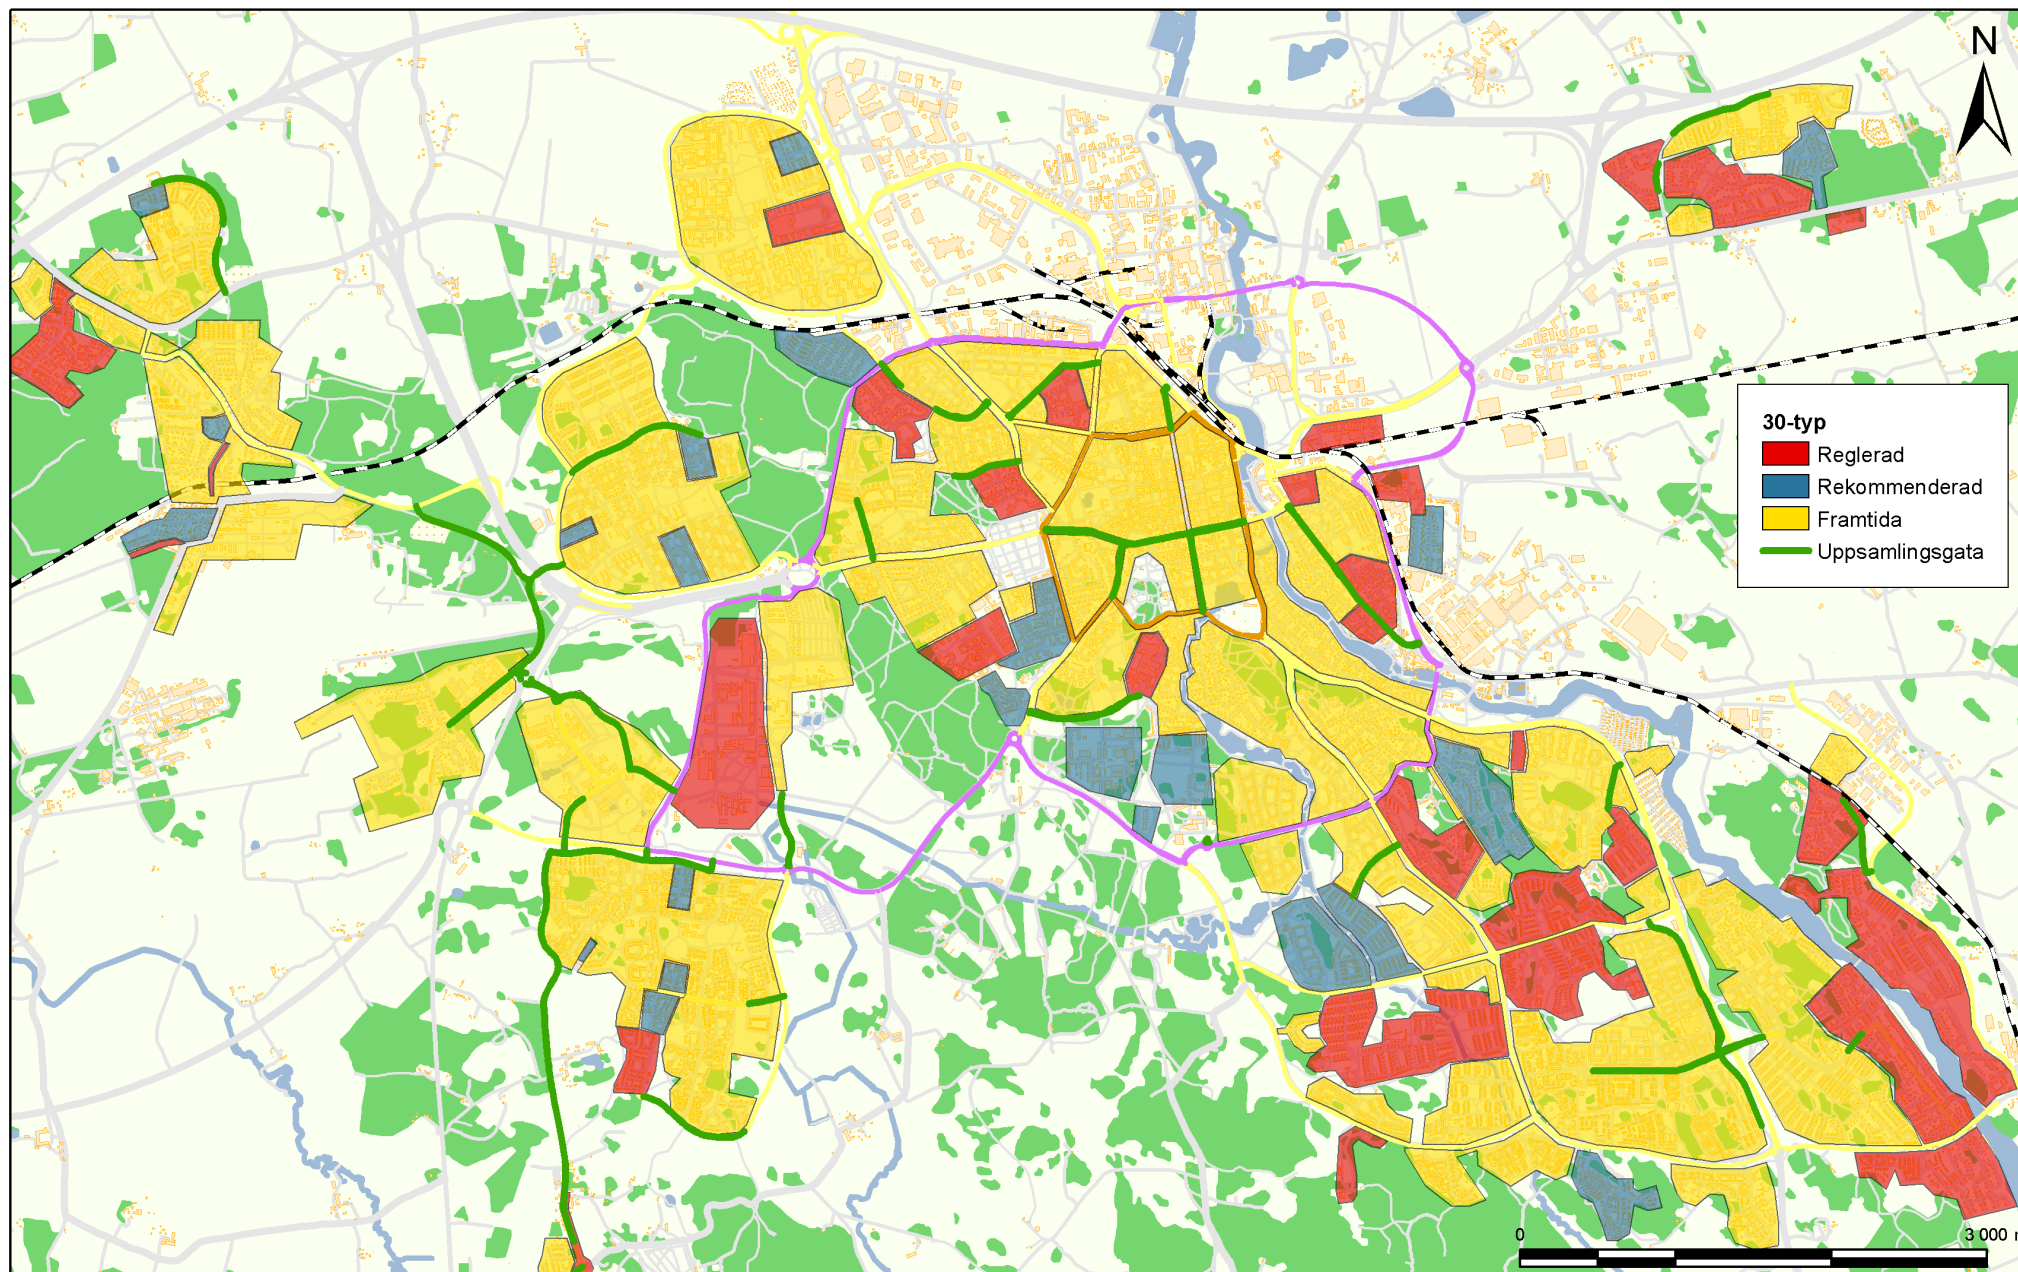 N
30-typ
Reglerad
Rekommenderad
Framtida
Uppsamlingsgata
0 3 000 m